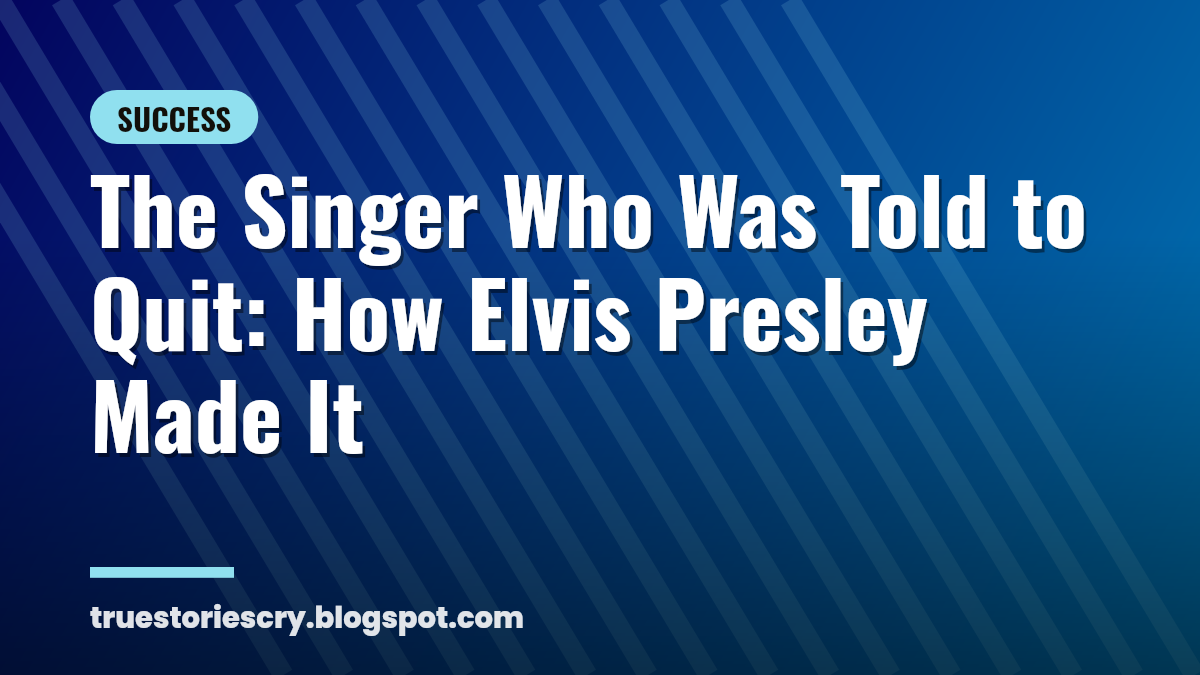 SUCCESS
The Singer Who Was Told to
Quit: How Elvis Presley
Made It
truestoriescry.blogspot.com